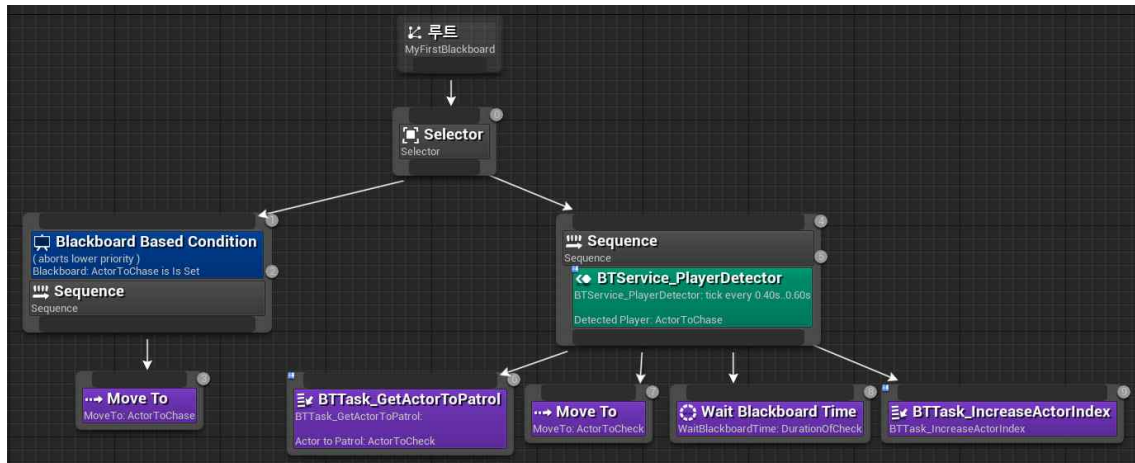 루트
MyFirstBlackboard
0
Selector
Selector
1
Blackboard Based Condition
( aborts lower priority )
Blackboard: ActorToChase is Is Set
2
Sequence
Sequence
4
Sequence
Sequence
5
BTService_PlayerDetector
BTService_PlayerDetector: tick every 0.40s..0.60s
Detected Player: ActorToChase
3
Move To
MoveTo: ActorToChase
6
BTTask_GetActorToPatrol
BTTask_GetActorToPatrol:
Actor to Patrol: ActorToCheck
7
Move To
MoveTo: ActorToCheck
8
Wait Blackboard Time
WaitBlackboardTime: DurationOfCheck
9
BTTask_IncreaseActorIndex
BTTask_IncreaseActorIndex